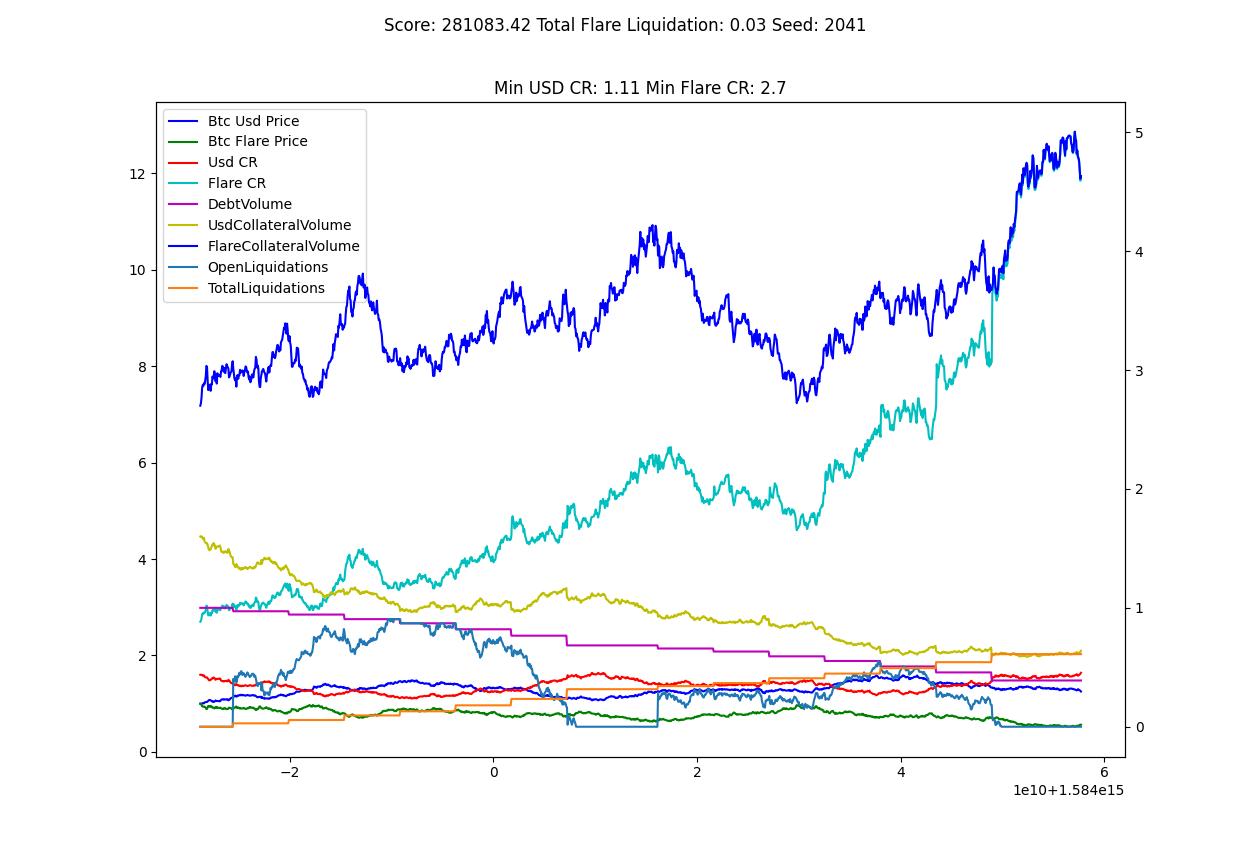 Score: 281083.42 Total Flare Liquidation: 0.03 Seed: 2041
Min USD CR: 1.11 Min Flare CR: 2.7
Btc Usd Price
Btc Flare Price
Usd CR
Flare CR
DebtVolume
UsdCollateralVolume
FlareCollateralVolume
OpenLiquidations
TotalLiquidations
12
10
8
6
4
2
0
5
4
3
2
1
0
−2
0
2
4
6
1e10+1.584e15